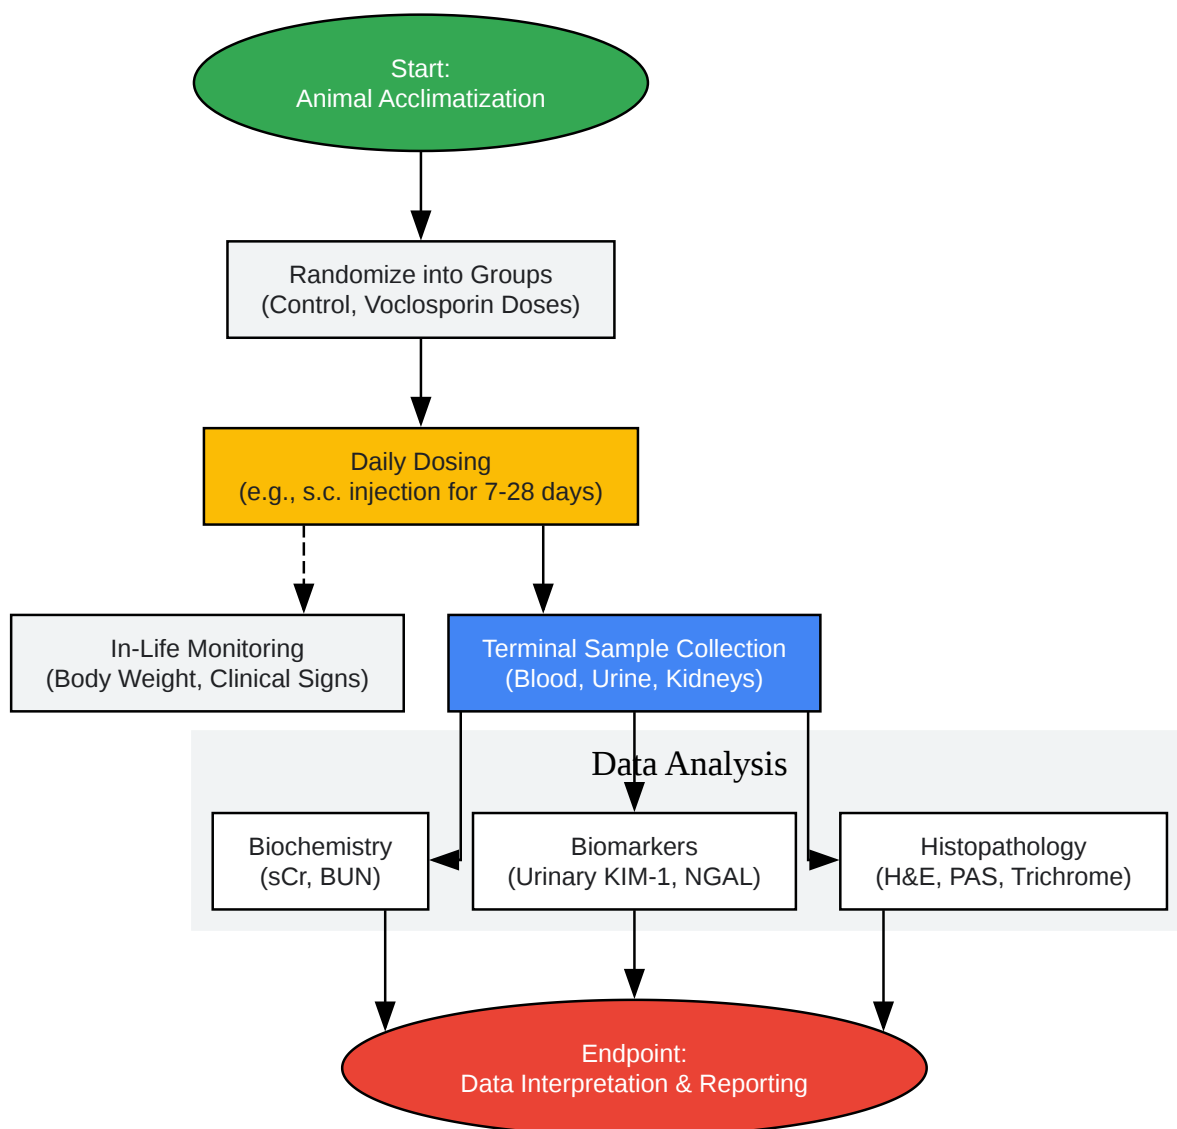 Start:
Animal Acclimatization
Randomize into Groups
(Control, Voclosporin Doses)
Daily Dosing
(e.g., s.c. injection for 7-28 days)
In-Life Monitoring
(Body Weight, Clinical Signs)
Terminal Sample Collection
(Blood, Urine, Kidneys)
Data Analysis
Biochemistry
(sCr, BUN)
Biomarkers
(Urinary KIM-1, NGAL)
Histopathology
(H&E, PAS, Trichrome)
Endpoint:
Data Interpretation & Reporting